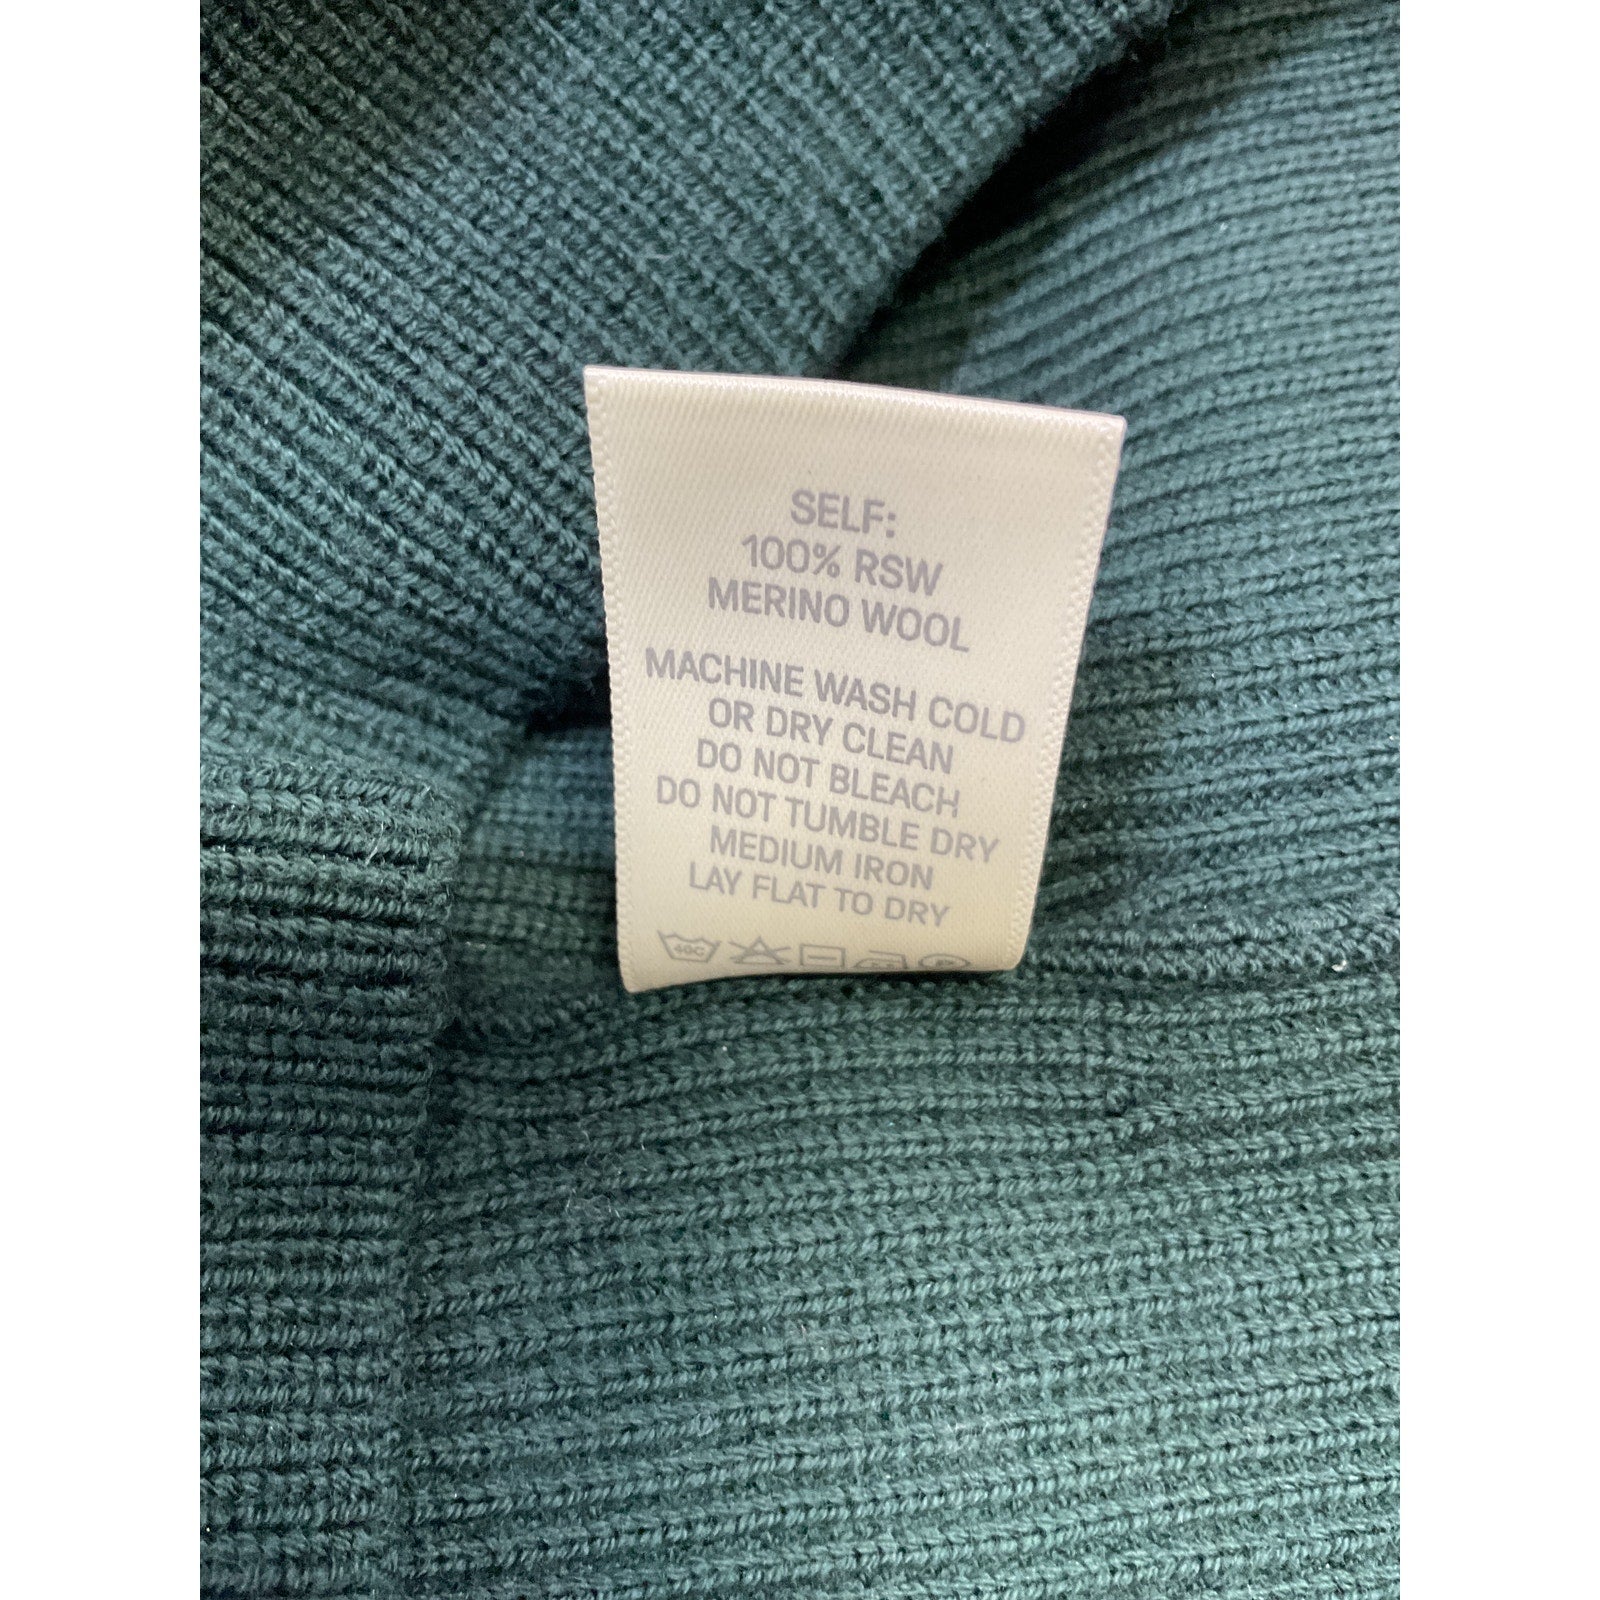 SELF:
100% RSW
MERINO WOOL
MACHINE WASH COLD
OR DRY CLEAN
DO NOT BLEACH
DO NOT TUMBLE DRY
MEDIUM IRON
LAY FLAT TO DRY
40C P